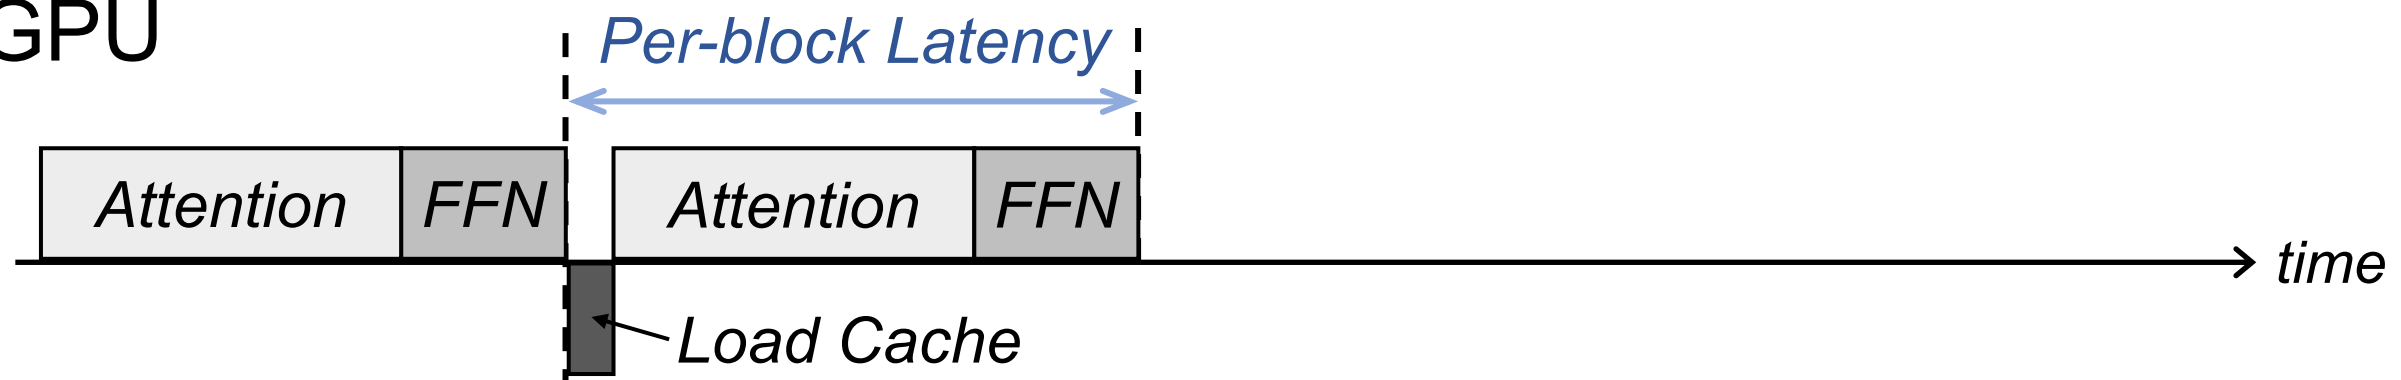 GPU
Per-block Latency
Attention FFN Attention FFN
time
Load Cache